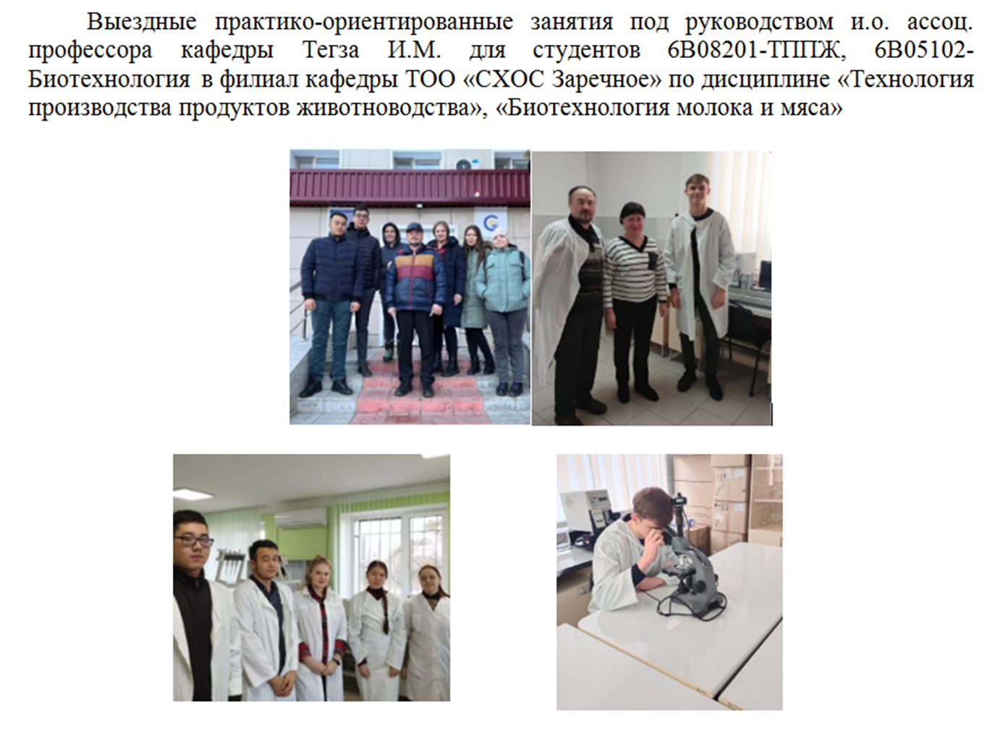 Выездные практико-ориентированные занятия под руководством и.о. ассоц.
профессора кафедры Тегза И.М. для студентов 6В08201-ТППЖ, 6В05102-
Биотехнология в филиал кафедры ТОО «СХОС Заречное» по дисциплине «Технология
производства продуктов животноводства», «Биотехнология молока и мяса»